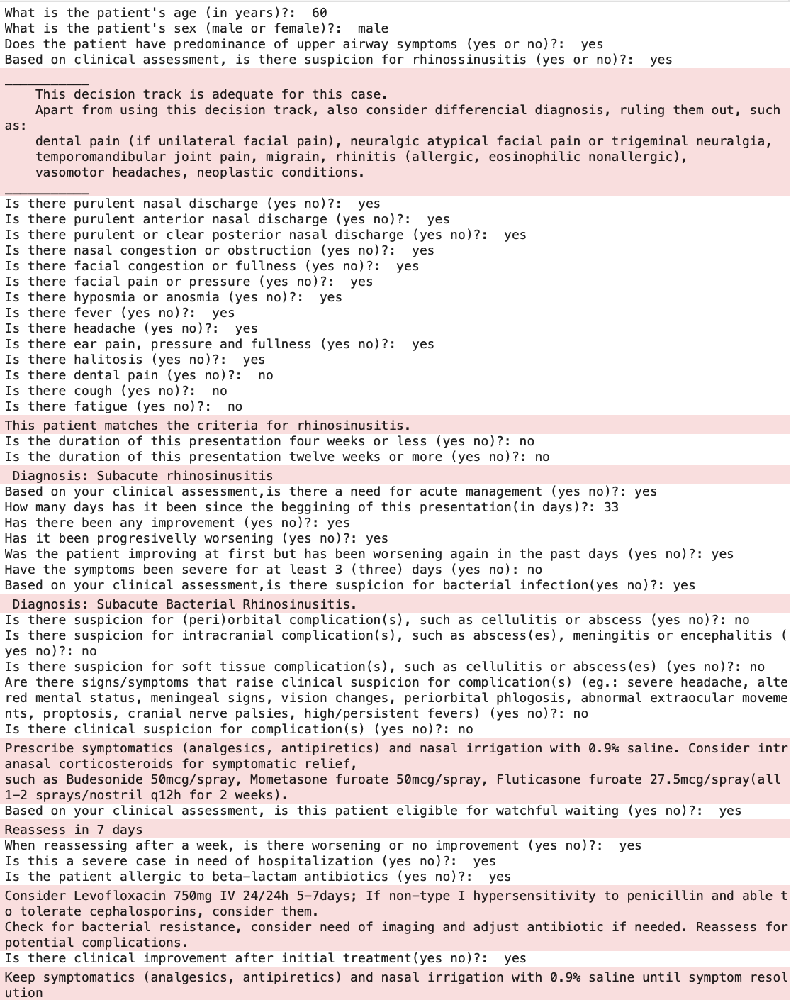 What is the patient's age (in years)?:  60
What is the patient's sex (male or female)?:  male
Does the patient have predominance of upper airway symptoms (yes or no)?:  yes
Based on clinical assessment, is there suspicion for rhinossinusitis (yes or no)?:  yes
___________
    This decision track is adequate for this case.
    Apart from using this decision track, also consider differencial diagnosis, ruling them out, such
as:
    dental pain (if unilateral facial pain), neuralgic atypical facial pain or trigeminal neuralgia,
    temporomandibular joint pain, migrain, rhinitis (allergic, eosinophilic nonallergic),
    vasomotor headaches, neoplastic conditions.
___________
Is there purulent nasal discharge (yes no)?:  yes
Is there purulent anterior nasal discharge (yes no)?:  yes
Is there purulent or clear posterior nasal discharge (yes no)?:  yes
Is there nasal congestion or obstruction (yes no)?:  yes
Is there facial congestion or fullness (yes no)?:  yes
Is there facial pain or pressure (yes no)?:  yes
Is there hyposmia or anosmia (yes no)?:  yes
Is there fever (yes no)?:  yes
Is there headache (yes no)?:  yes
Is there ear pain, pressure and fullness (yes no)?:  yes
Is there halitosis (yes no)?:  yes
Is there dental pain (yes no)?:  no
Is there cough (yes no)?:  no
Is there fatigue (yes no)?:  no
This patient matches the criteria for rhinosinusitis.
Is the duration of this presentation four weeks or less (yes no)?: no
Is the duration of this presentation twelve weeks or more (yes no)?: no
 Diagnosis: Subacute rhinosinusitis
Based on your clinical assessment,is there a need for acute management (yes no)?: yes
How many days has it been since the beggining of this presentation(in days)?: 33
Has there been any improvement (yes no)?: yes
Has it been progresivelly worsening (yes no)?: yes
Was the patient improving at first but has been worsening again in the past days (yes no)?: yes
Have the symptoms been severe for at least 3 (three) days (yes no): no
Based on your clinical assessment,is there suspicion for bacterial infection(yes no)?: yes
 Diagnosis: Subacute Bacterial Rhinosinusitis.
Is there suspicion for (peri)orbital complication(s), such as cellulitis or abscess (yes no)?: no
Is there suspicion for intracranial complication(s), such as abscess(es), meningitis or encephalitis (
yes no)?: no
Is there suspicion for soft tissue complication(s), such as cellulitis or abscess(es) (yes no)?: no
Are there signs/symptoms that raise clinical suspicion for complication(s) (eg.: severe headache, alte
red mental status, meningeal signs, vision changes, periorbital phlogosis, abnormal extraocular moveme
nts, proptosis, cranial nerve palsies, high/persistent fevers) (yes no)?: no
Is there clinical suspicion for complication(s) (yes no)?: no
Prescribe symptomatics (analgesics, antipiretics) and nasal irrigation with 0.9% saline. Consider intr
anasal corticosteroids for symptomatic relief,
such as Budesonide 50mcg/spray, Mometasone furoate 50mcg/spray, Fluticasone furoate 27.5mcg/spray(all
1-2 sprays/nostril q12h for 2 weeks).
Based on your clinical assessment, is this patient eligible for watchful waiting (yes no)?:  yes
Reassess in 7 days
When reassessing after a week, is there worsening or no improvement (yes no)?:  yes
Is this a severe case in need of hospitalization (yes no)?:  yes
Is the patient allergic to beta-lactam antibiotics (yes no)?:  yes
Consider Levofloxacin 750mg IV 24/24h 5-7days; If non-type I hypersensitivity to penicillin and able t
o tolerate cephalosporins, consider them.
Check for bacterial resistance, consider need of imaging and adjust antibiotic if needed. Reassess for
potential complications.
Is there clinical improvement after initial treatment(yes no)?:  yes
Keep symptomatics (analgesics, antipiretics) and nasal irrigation with 0.9% saline until symptom resol
ution